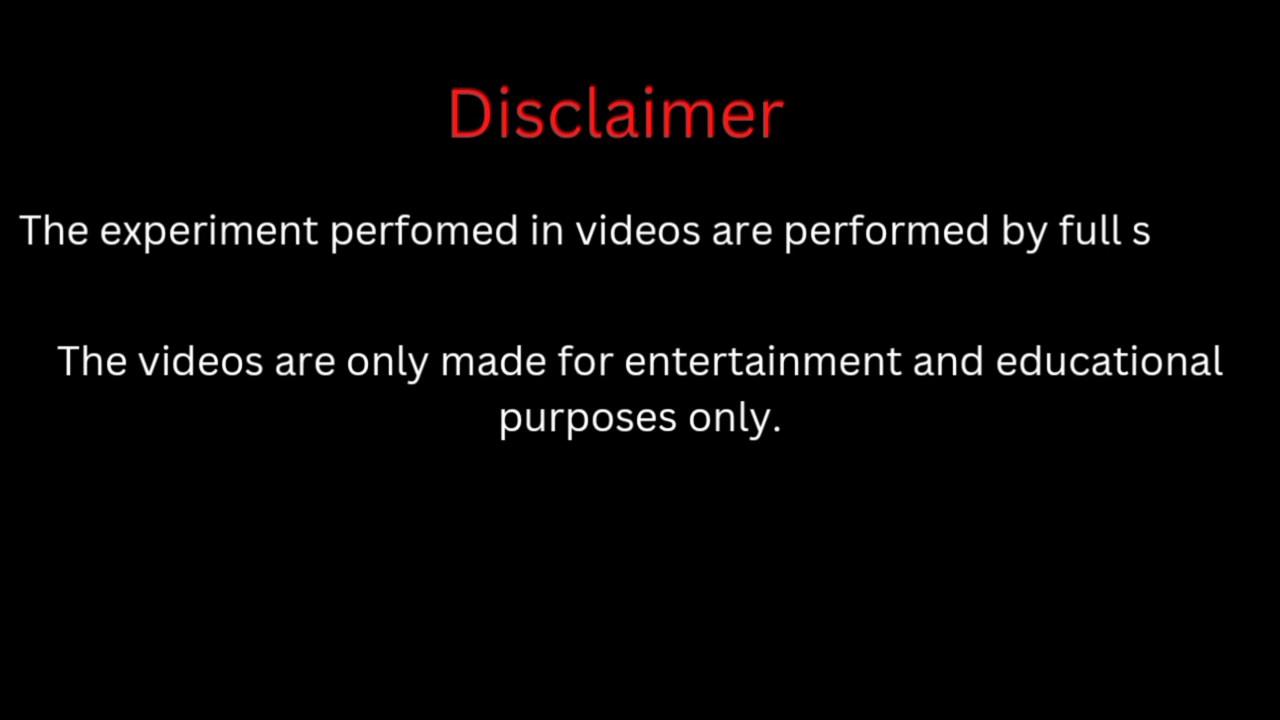 Disclaimer
The experiment perfomed in videos are performed by full s
The videos are only made for entertainment and educational
purposes only.